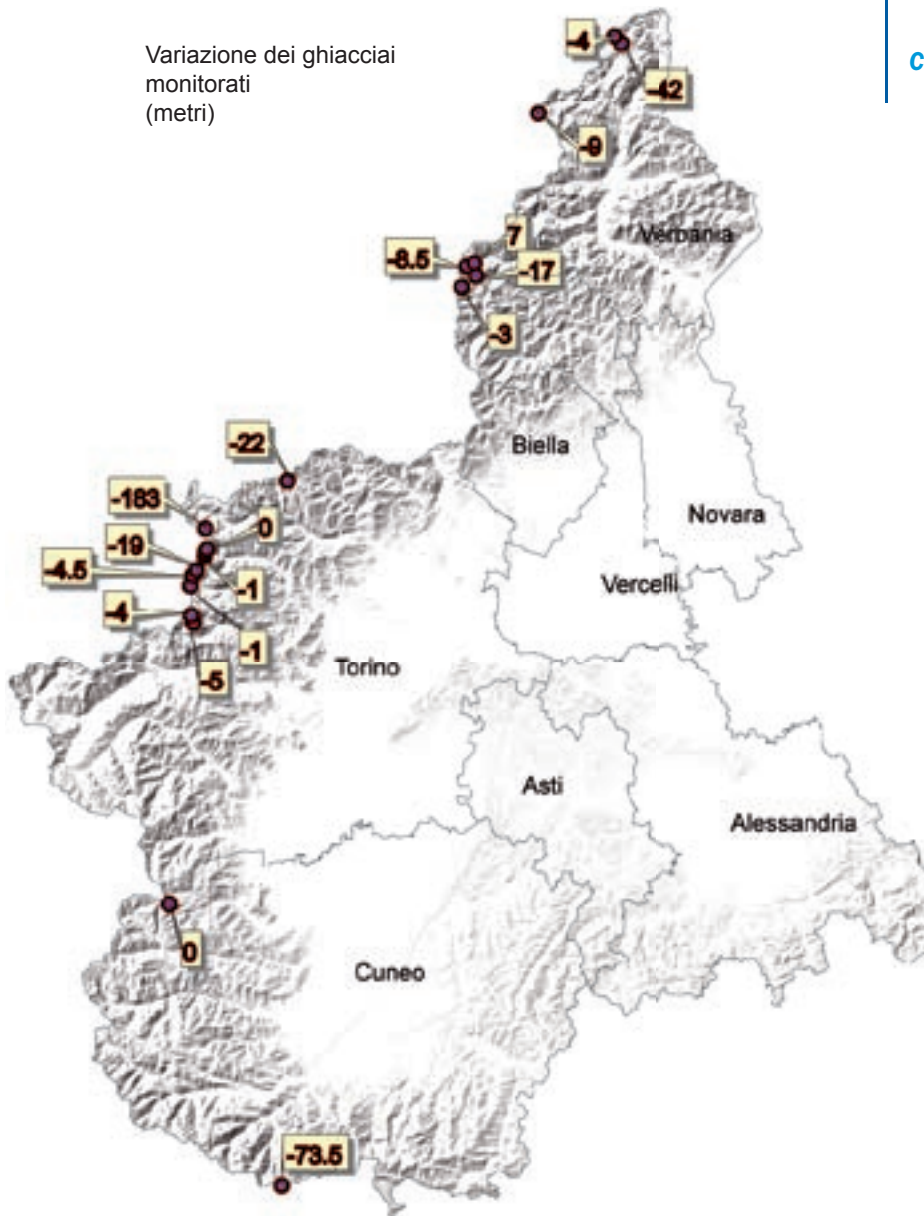 Variazione dei ghiacciai
monitorati
(metri)
c
-4
-42
-9
7
Verbania
-8.5
-17
-3
-22
Biella
-183
0
Novara
-19
-4.5
-1
Vercelli
-4
-1
-5
Torino
Asti
Alessandria
0
Cuneo
-73.5